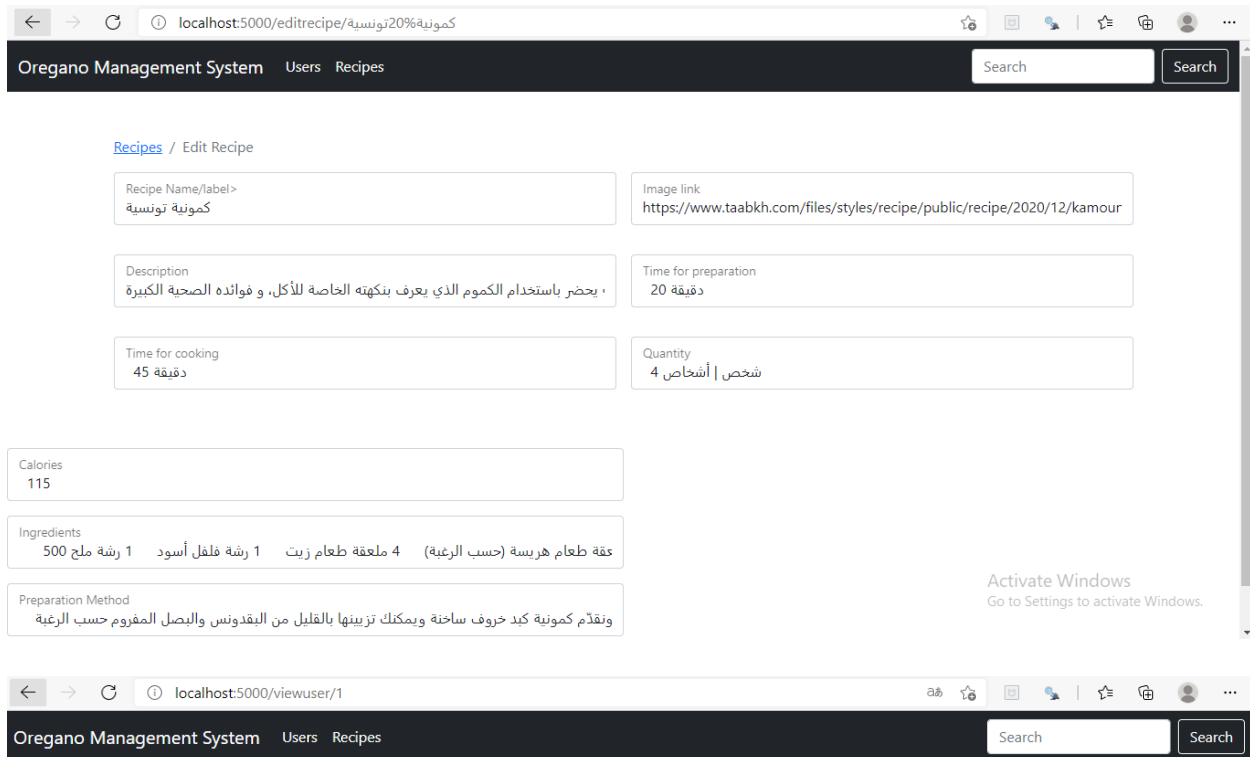 localhost:5000/editrecipe/كمونية%20تونسية
Oregano Management System Users Recipes Search Search
Recipes / Edit Recipe
Recipe Name/label>
كمونية تونسية
Image link
https://www.taabkh.com/files/styles/recipe/public/recipe/2020/12/kamour
Description
يحضر باستخدام الكموم الذي يعرف بنكهته الخاصة للأكل، و فوائده الصحية الكبيرة
Time for preparation
20 دقيقة
Time for cooking
45 دقيقة
Quantity
4 شخص | أشخاص
Calories
115
Ingredients
500 عقة طعام هريسة (حسب الرغبة) 4 ملعقة طعام زيت 1 رشة فلفل أسود 1 رشة ملح
Preparation Method
ونقدّم كمونية كبد خروف ساخنة ويمكنك تزيينها بالقليل من البقدونس والبصل المفروم حسب الرغبة
Activate Windows
Go to Settings to activate Windows.
localhost:5000/viewuser/1
Oregano Management System Users Recipes Search Search